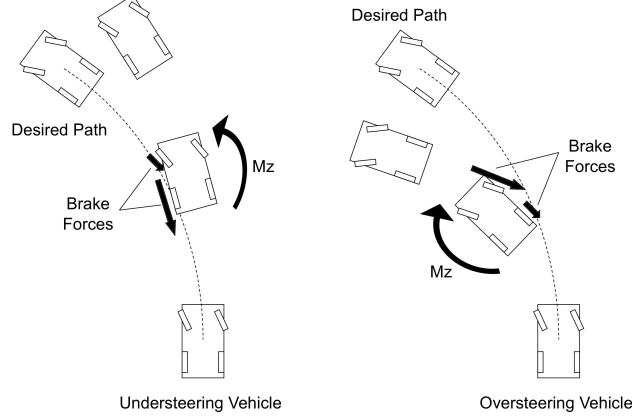 Desired Path
Mz
Brake
Forces
Understeering Vehicle
Desired Path
Brake
Forces
Mz
Oversteering Vehicle